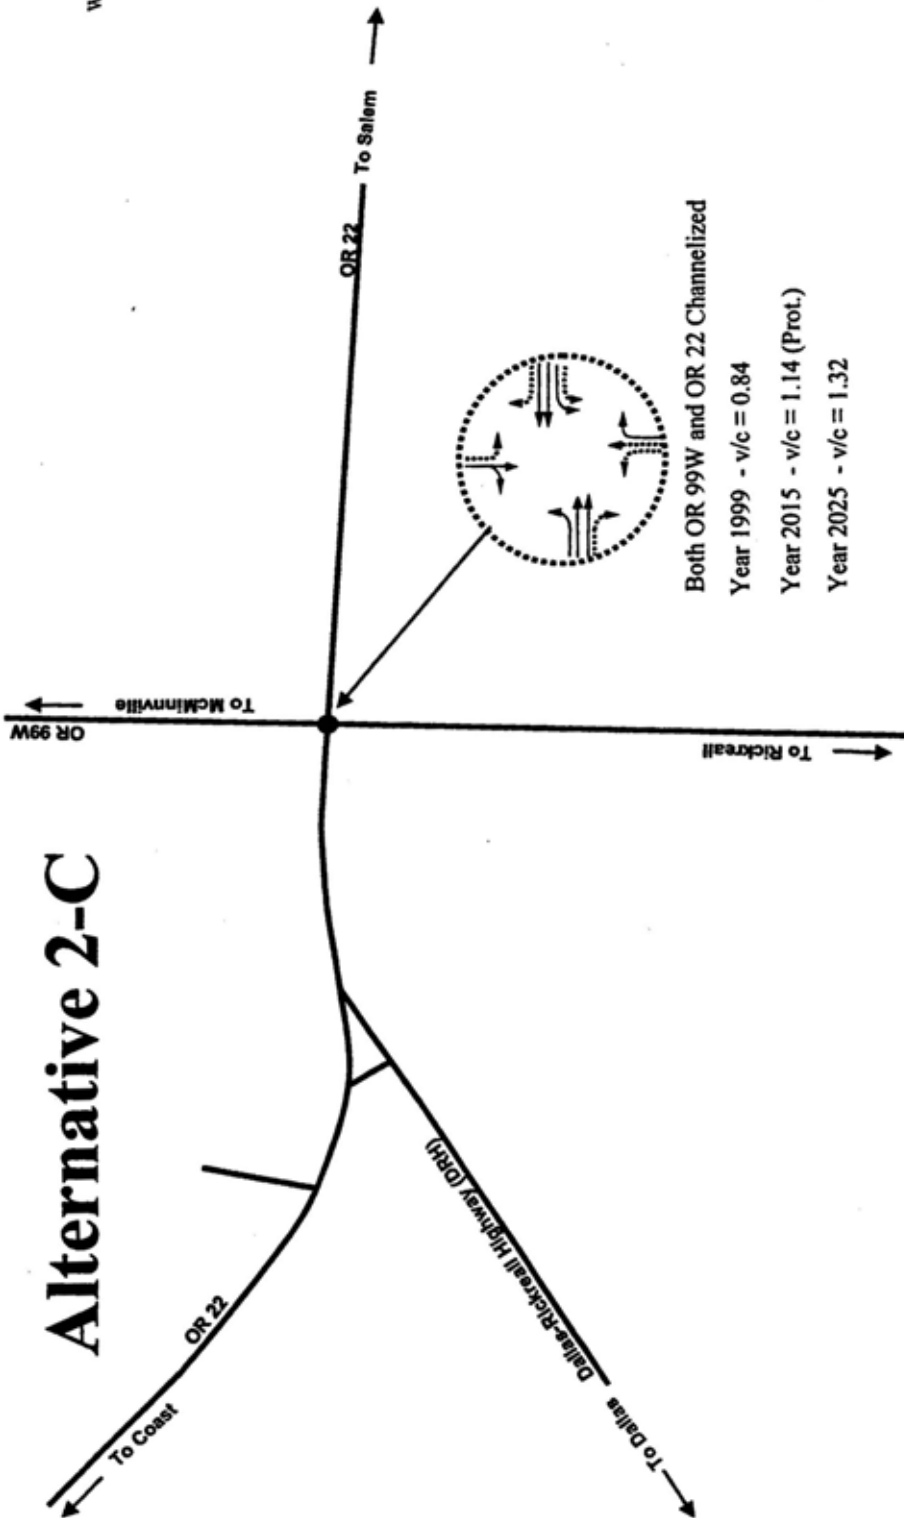 Alternative 2-C
OR 99W
To McMinnville
OR 22
To Salem
OR 22
To Coast
Dallas-Rickreall Highway (DRH)
To Dallas
To Rickreall
Both OR 99W and OR 22 Channelized
Year 1999 - v/c = 0.84
Year 2015 - v/c = 1.14 (Prot.)
Year 2025 - v/c = 1.32